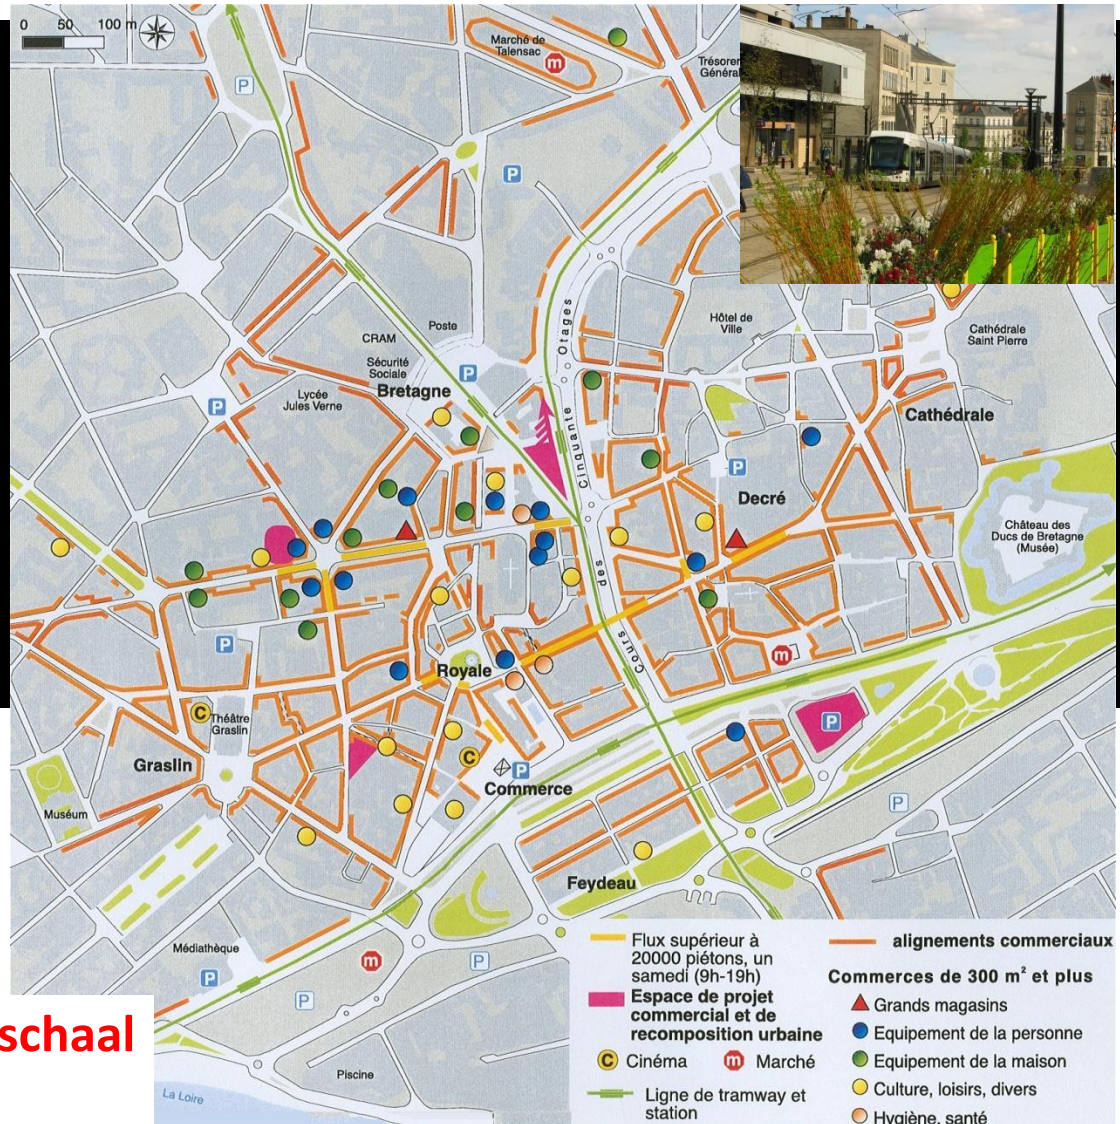 0 50 100 m
Marché de
Talensac
m
P
P
Poste
CRAM
Sécurité
Sociale
Bretagne
P
Lycée
Jules Verne
P
Cours des Cinquante Otages
Hôtel de
Ville
Cathédrale
Saint Pierre
Cathédrale
P
Decré
Château des
Ducs de Bretagne
(Musée)
P
Royale
m
C
Théâtre
Graslin
Graslin
P
C
P
Commerce
Muséum
P
Feydeau
Médiathèque
P
m
P
P
Piscine
La Loire
schaal
Flux supérieur à
20000 piétons, un
samedi (9h-19h)
Espace de projet
commercial et de
recomposition urbaine
C Cinéma
m Marché
Ligne de tramway et
station
alignements commerciaux
Commerces de 300 m² et plus
Grands magasins
Equipement de la personne
Equipement de la maison
Culture, loisirs, divers
Hygiène, santé